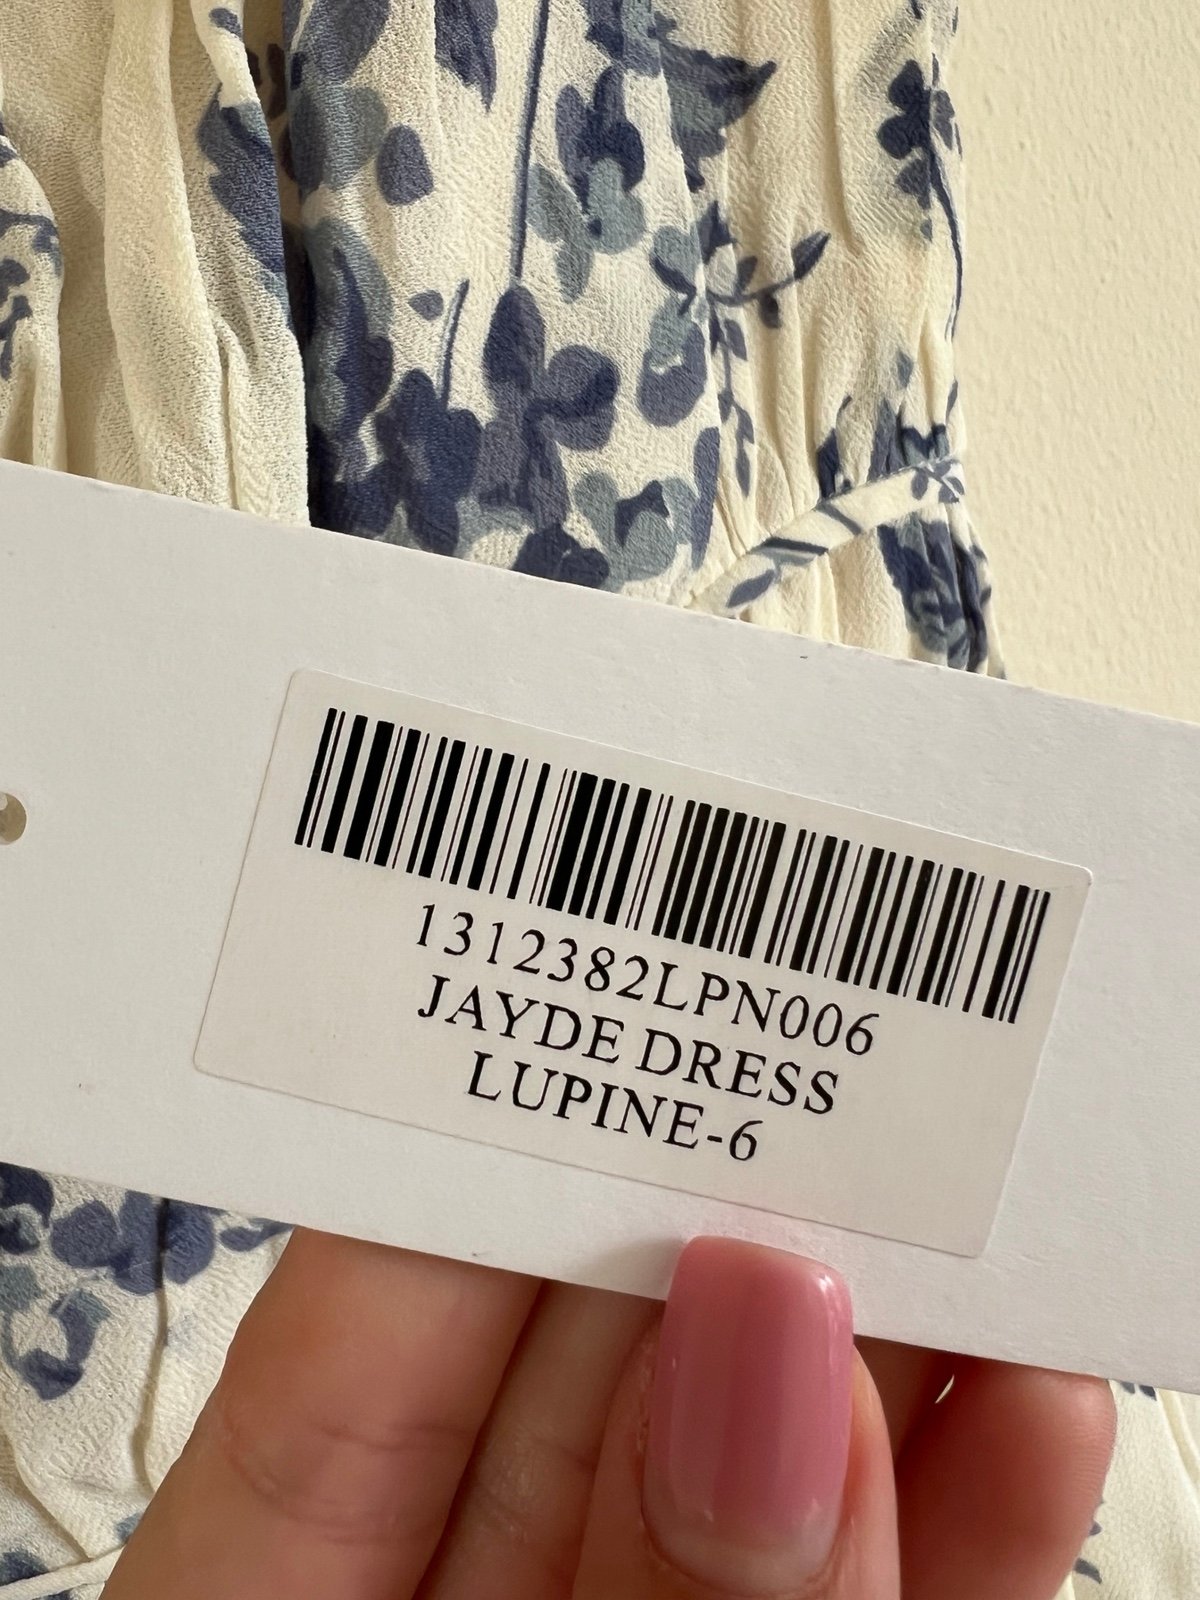 1312382LPN006
JAYDE DRESS
LUPINE-6